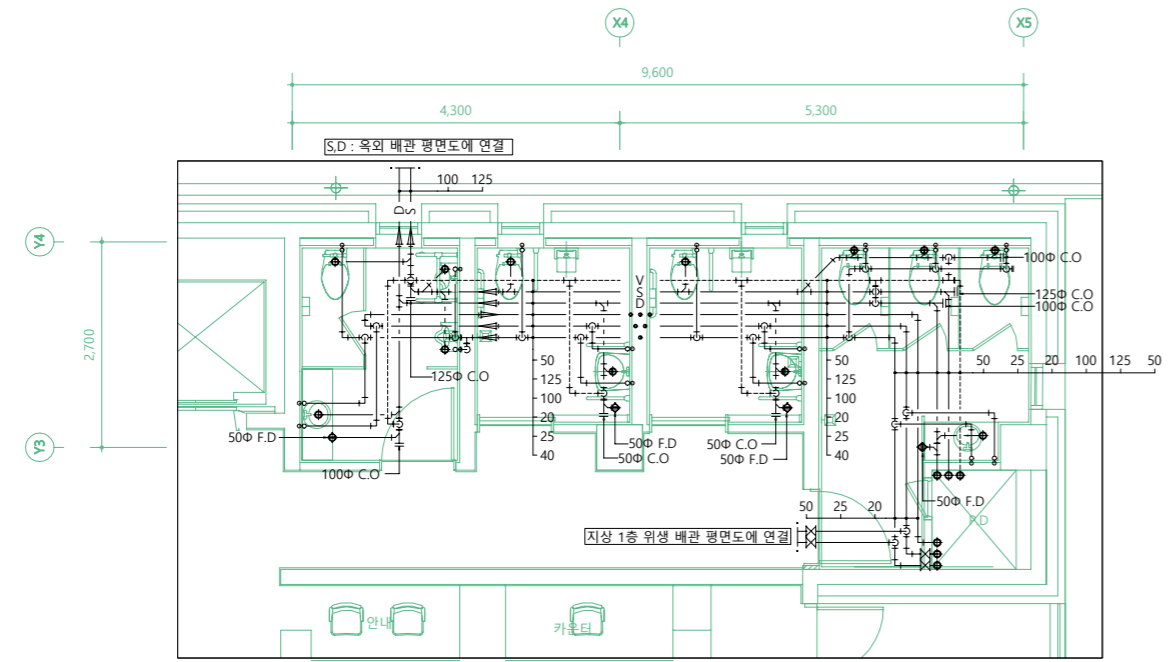 X4
X5
9,600
4,300
5,300
S,D : 옥외 배관 평면도에 연결
100 125
D S
Y4
100Φ C.O
V
S
D
125Φ C.O
100Φ C.O
2,700
50 25 20 100 125 50
125Φ C.O
50
125
100
20
25
40
50
125
100
20
25
40
50Φ F.D
Y3
50Φ F.D
50Φ C.O
50Φ C.O
50Φ F.D
100Φ C.O
50Φ F.D
50 25 20
P.D
지상 1층 위생 배관 평면도에 연결
안내
카운터